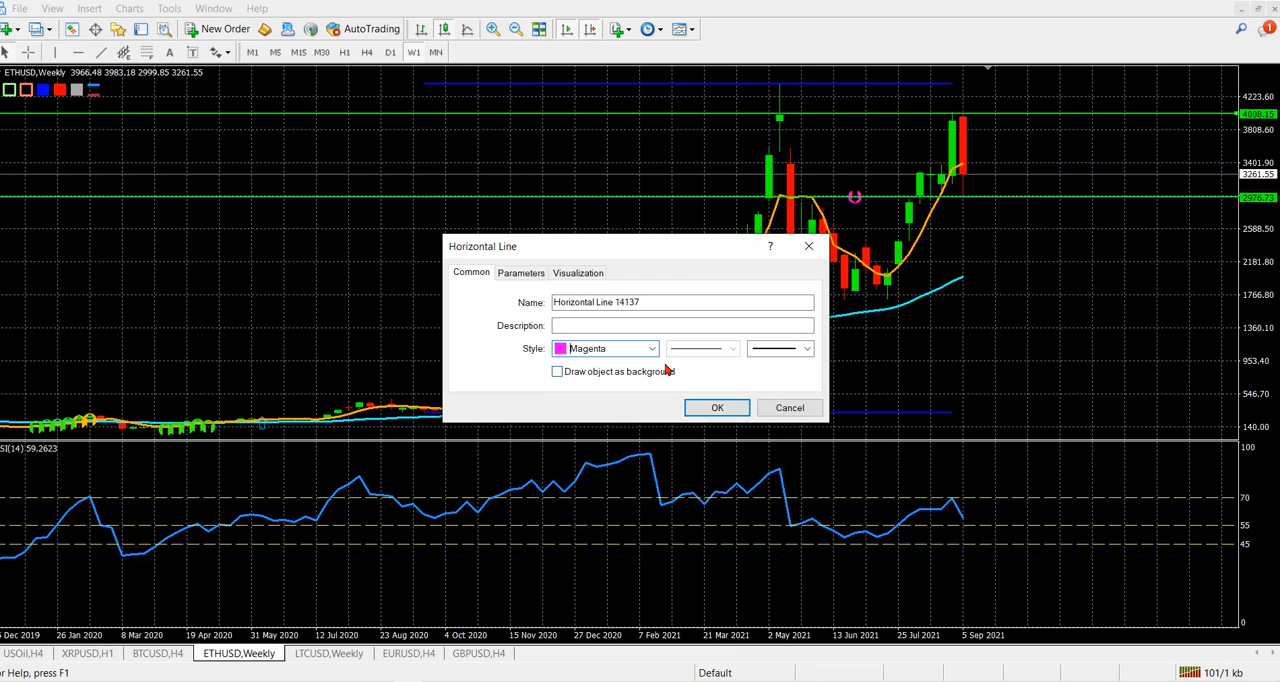 File View Insert Charts Tools Window Help
New Order AutoTrading 1
A T M1 M5 M15 M30 H1 H4 D1 W1 MN
ETHUSD,Weekly 3966.48 3983.18 2999.85 3261.55
4223.60
4008.15
3808.60
3401.90
3261.55
2976.73
2588.50
2181.80
1766.80
1360.10
953.40
546.70
140.00
Horizontal Line ?
Common Parameters Visualization
Name: Horizontal Line 14137
Description:
Style: Magenta
Draw object as background
OK Cancel
SI(14) 59.2623
100
70
55
45
0
5 Dec 2019 26 Jan 2020 8 Mar 2020 19 Apr 2020 31 May 2020 12 Jul 2020 23 Aug 2020 4 Oct 2020 15 Nov 2020 27 Dec 2020 7 Feb 2021 21 Mar 2021 2 May 2021 13 Jun 2021 25 Jul 2021 5 Sep 2021
USOil,H4 XRPUSD,H1 BTCUSD,H4 ETHUSD,Weekly LTCUSD,Weekly EURUSD,H4 GBPUSD,H4
or Help, press F1 Default 101/1 kb